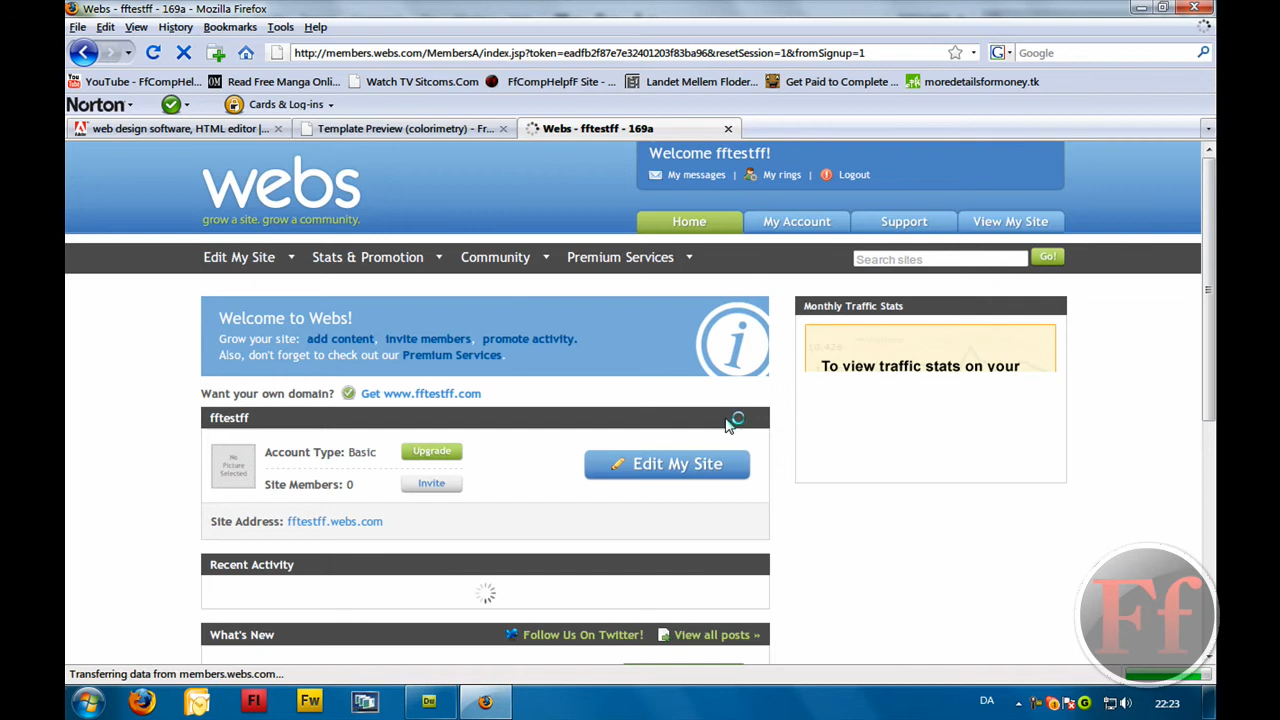 Webs - fftestff - 169a - Mozilla Firefox
File Edit View History Bookmarks Tools Help
http://members.webs.com/MembersA/index.jsp?token=eadfb2f87e7e32401203f83ba96&resetSession=1&fromSignup=1
Google
YouTube - FfCompHel... Read Free Manga Onli... Watch TV Sitcoms.Com FfCompHelpff Site - ... Landet Mellem Floder... Get Paid to Complete ... moredetailsformoney.tk
Norton Cards & Log-ins
web design software, HTML editor |... Template Preview (colorimetry) - Fr... Webs - fftestff - 169a
webs
grow a site. grow a community.
Welcome fftestff!
My messages | My rings | Logout
Home My Account Support View My Site
Edit My Site Stats & Promotion Community Premium Services Search sites Go!
Welcome to Webs!
Grow your site: add content, invite members, promote activity.
Also, don't forget to check out our Premium Services.
Monthly Traffic Stats
To view traffic stats on your
Want your own domain? Get www.fftestff.com
fftestff
No
Picture
Selected
Account Type: Basic Upgrade
Site Members: 0 Invite
Edit My Site
Site Address: fftestff.webs.com
Recent Activity
What's New Follow Us On Twitter! View all posts »
Ff
Transferring data from members.webs.com...
Fl Fw Dw DA 22:23